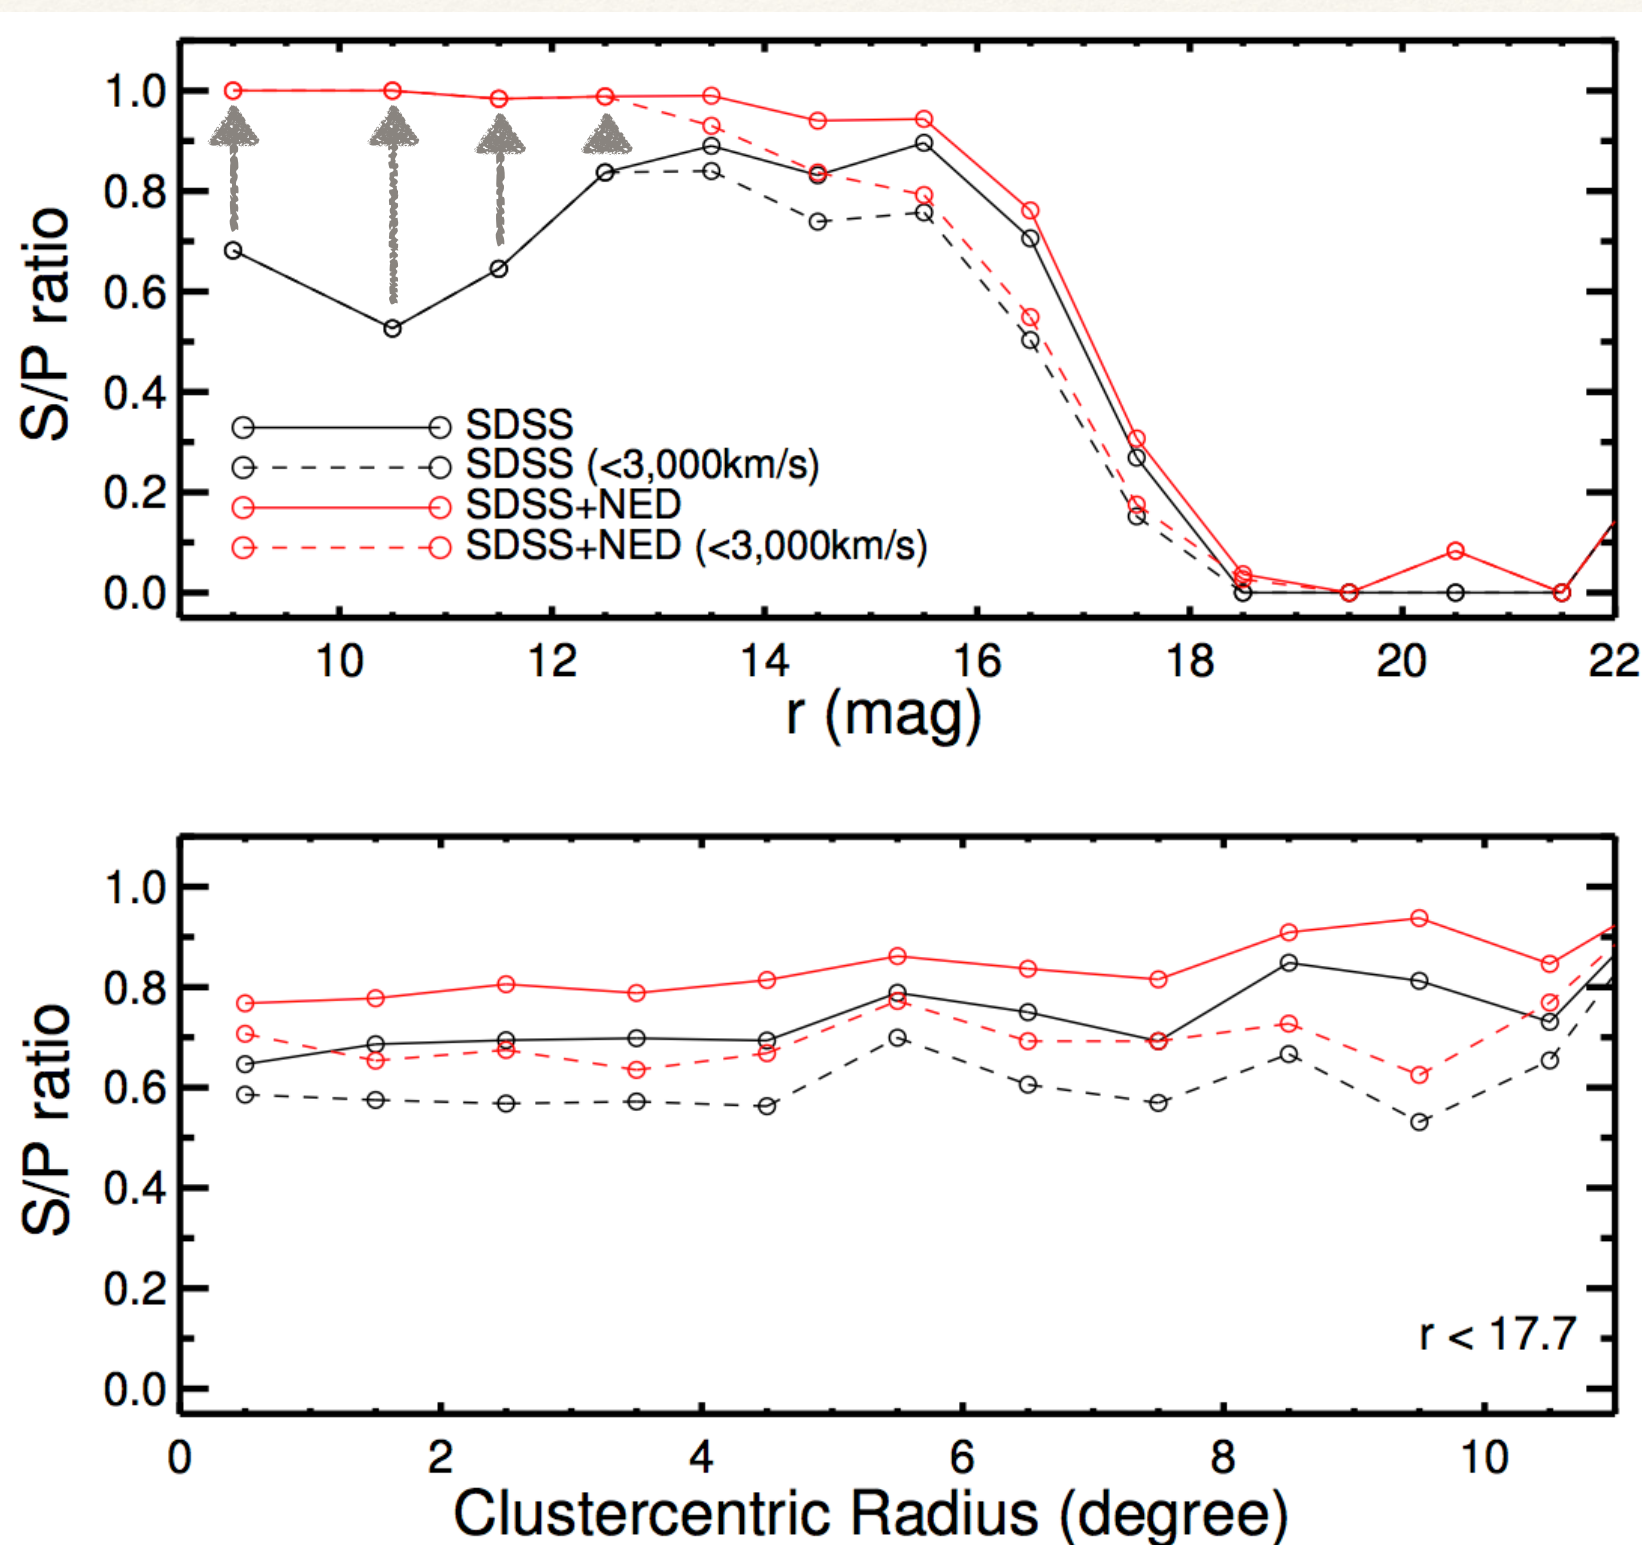 1.0
0.8
0.6
0.4
0.2
0.0
S/P ratio
SDSS
SDSS (<3,000km/s)
SDSS+NED
SDSS+NED (<3,000km/s)
10 12 14 16 18 20 22
r (mag)
1.0
0.8
0.6
0.4
0.2
0.0
S/P ratio
r < 17.7
0 2 4 6 8 10
Clustercentric Radius (degree)